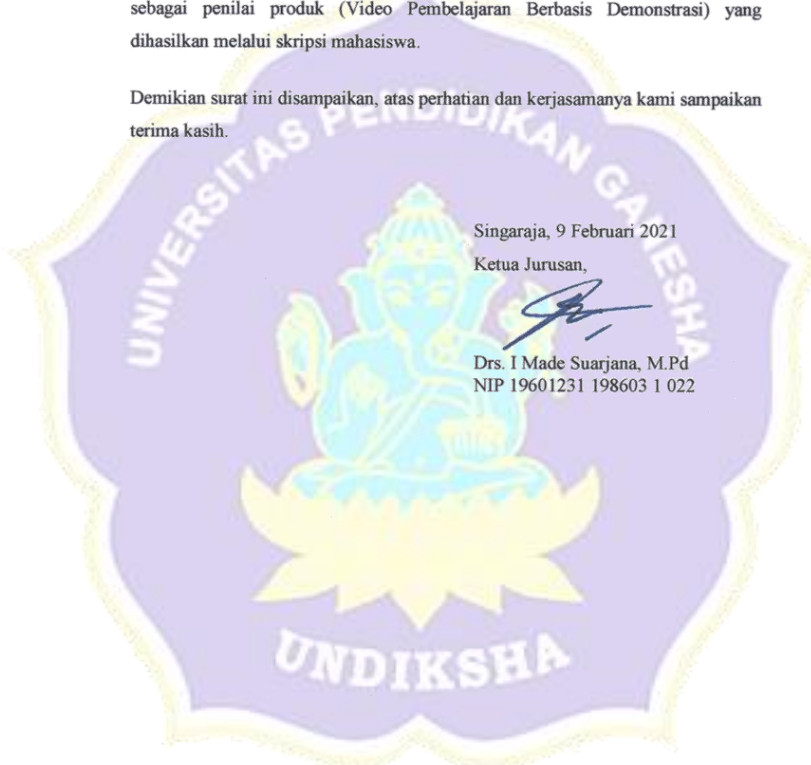 sebagai penilai produk (Video Pembelajaran Berbasis Demonstrasi) yang
dihasilkan melalui skripsi mahasiswa.
Demikian surat ini disampaikan, atas perhatian dan kerjasamanya kami sampaikan
terima kasih.
UNIVERSITAS PENDIDIKAN GANESHA
Singaraja, 9 Februari 2021
Ketua Jurusan,
Drs. I Made Suarjana, M.Pd
NIP 19601231 198603 1 022
UNDIKSHA